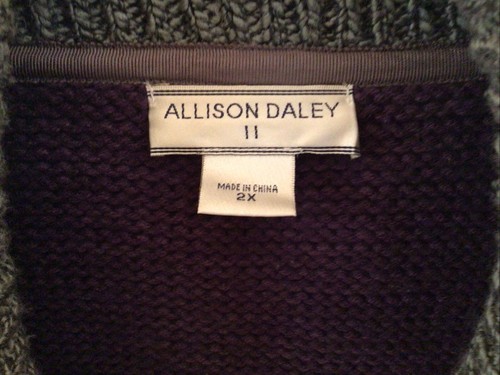 ALLISON DALEY
II
MADE IN CHINA
2X